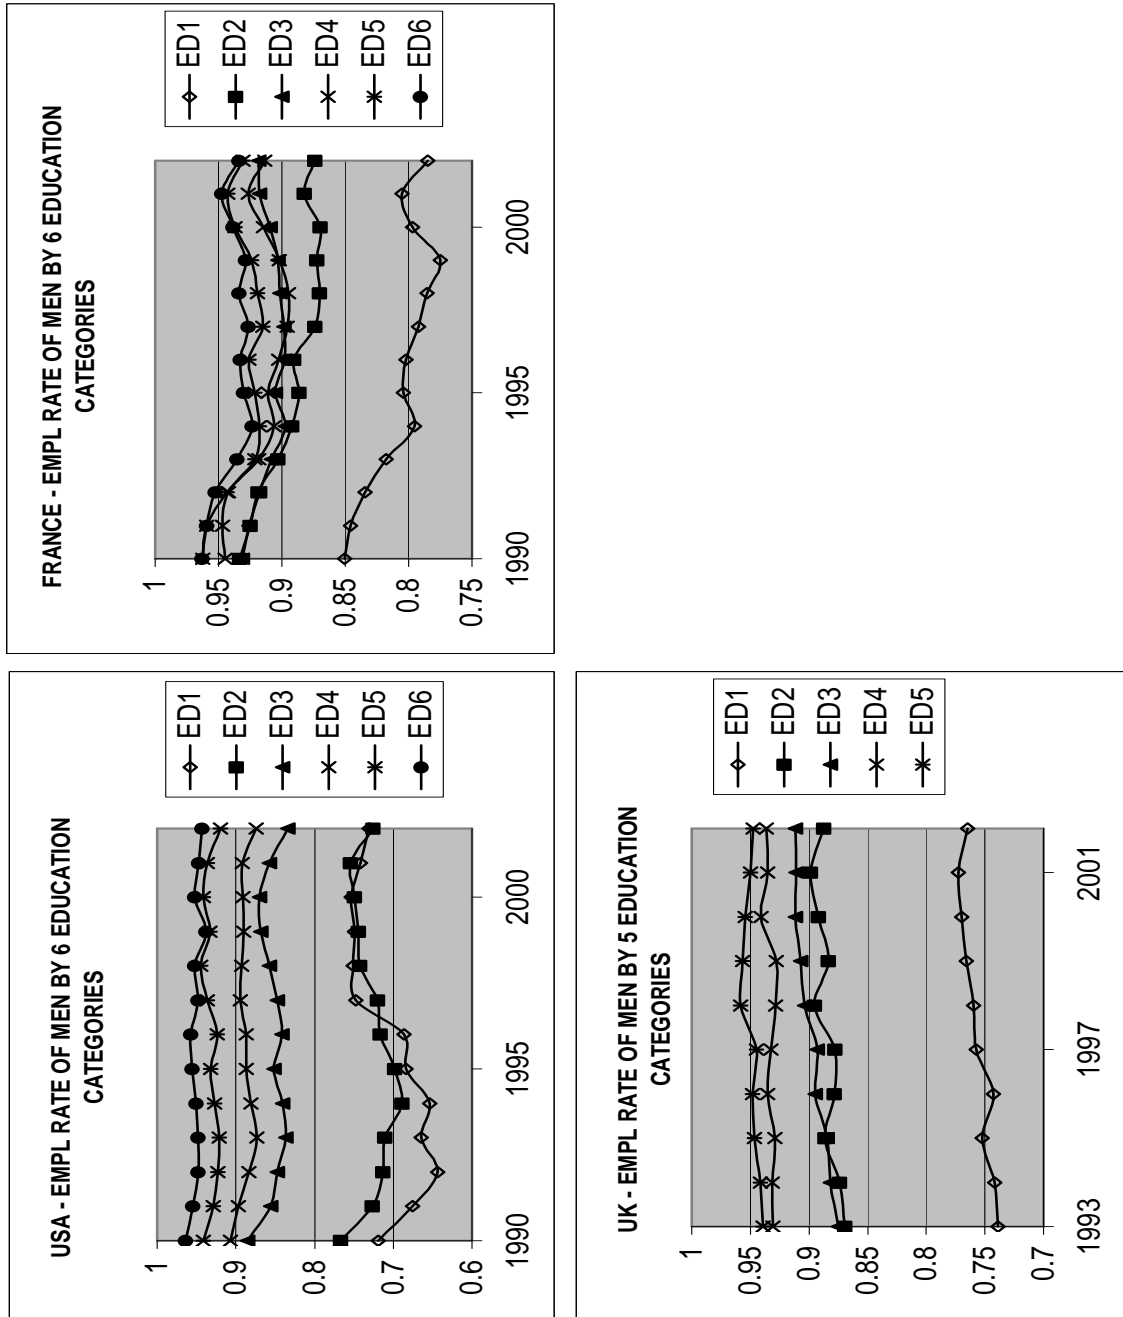 USA - EMPL RATE OF MEN BY 6 EDUCATION
CATEGORIES
1
0.9
0.8
0.7
0.6
1990
1995
2000
ED1
ED2
ED3
ED4
ED5
ED6
FRANCE - EMPL RATE OF MEN BY 6 EDUCATION
CATEGORIES
1
0.95
0.9
0.85
0.8
0.75
1990
1995
2000
ED1
ED2
ED3
ED4
ED5
ED6
UK - EMPL RATE OF MEN BY 5 EDUCATION
CATEGORIES
1
0.95
0.9
0.85
0.8
0.75
0.7
1993
1997
2001
ED1
ED2
ED3
ED4
ED5